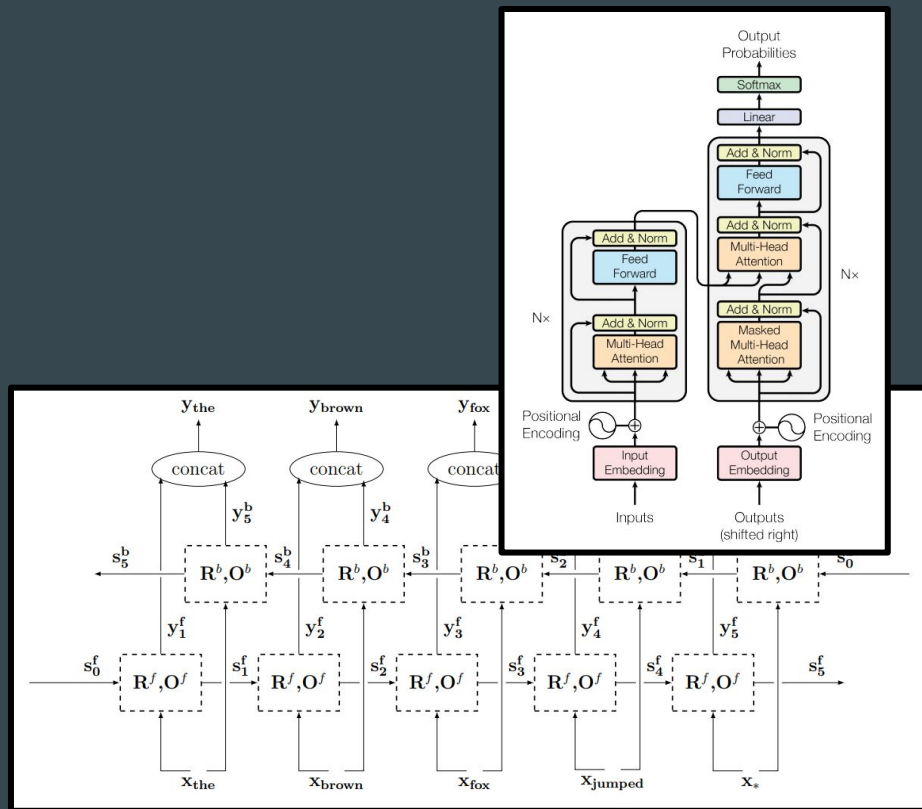 Output
Probabilities
Softmax
Linear
Add & Norm
Feed
Forward
Add & Norm
Multi-Head
Attention
Nx
Add & Norm
Masked
Multi-Head
Attention
Add & Norm
Feed
Forward
Nx
Add & Norm
Multi-Head
Attention
Positional
Encoding
Positional
Encoding
Input
Embedding
Output
Embedding
Inputs
Outputs
(shifted right)
y_the y_brown y_fox
concat concat concat
y^b_5 y^b_4
s^b_5 s^b_4 s^b_3 s_2 s_1 s_0
R^b,O^b R^b,O^b R^b,O^b R^b,O^b R^b,O^b
y^f_1 y^f_2 y^f_3 y^f_4 y^f_5
s^f_0 s^f_1 s^f_2 s^f_3 s^f_4 s^f_5
R^f,O^f R^f,O^f R^f,O^f R^f,O^f R^f,O^f
x_the x_brown x_fox x_jumped x_*